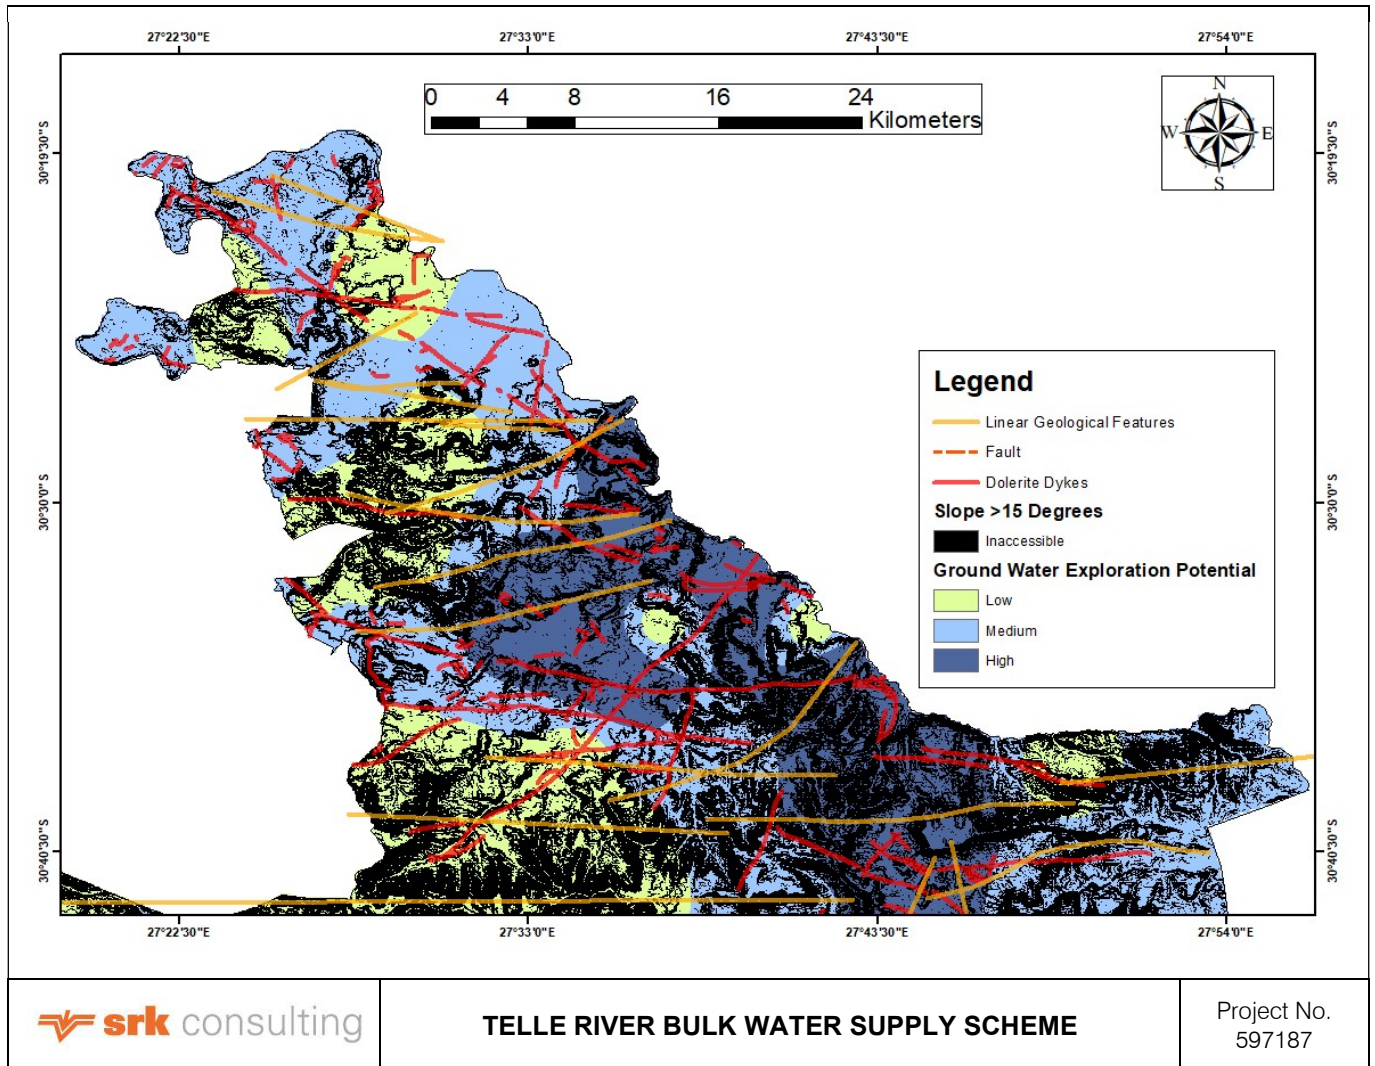 27°22'30"E 27°33'0"E 27°43'30"E 27°54'0"E
0 4 8 16 24
Kilometers
N
W E
S
30°19'30"S 30°19'30"S
Legend
Linear Geological Features
Fault
Dolerite Dykes
Slope >15 Degrees
Inaccessible
Ground Water Exploration Potential
Low
Medium
High
30°30'0"S 30°30'0"S
30°40'30"S 30°40'30"S
27°22'30"E 27°33'0"E 27°43'30"E 27°54'0"E
srk consulting
TELLE RIVER BULK WATER SUPPLY SCHEME
Project No.
597187